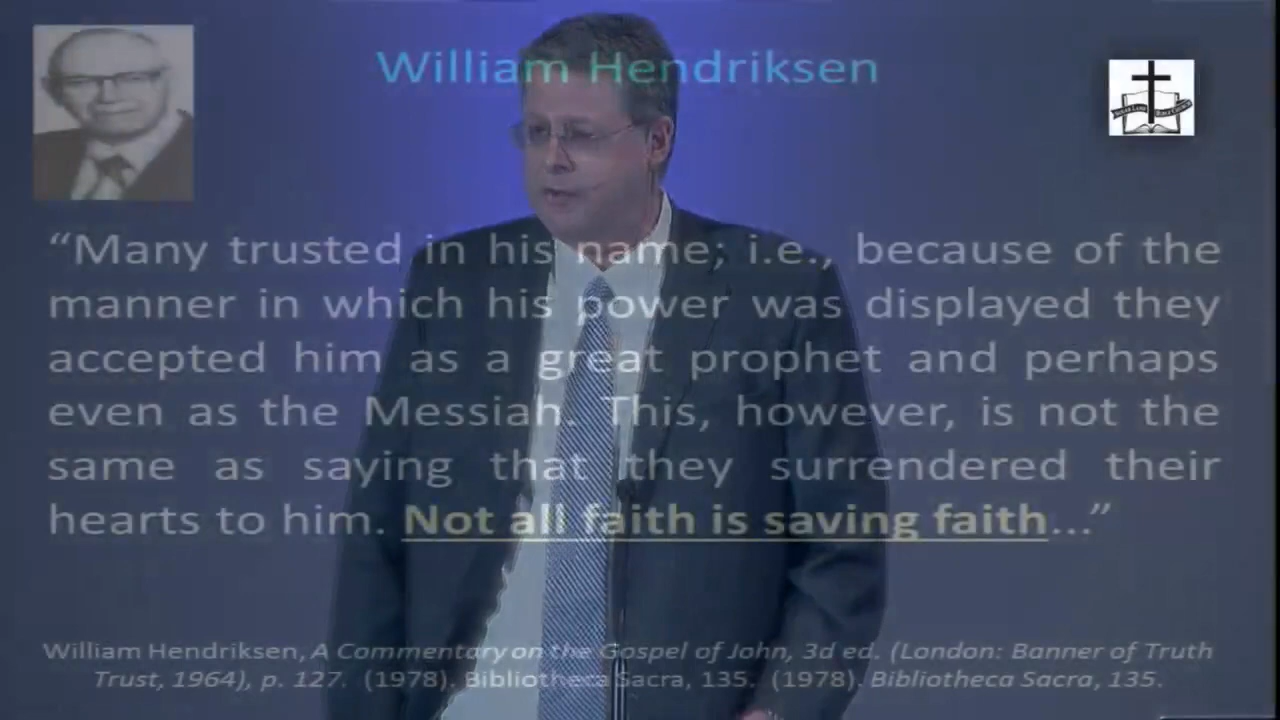 William Hendriksen
“Many trusted in his name; i.e., because of the
manner in which his power was displayed they
accepted him as a great prophet and perhaps
even as the Messiah. This, however, is not the
same as saying that they surrendered their
hearts to him. Not all faith is saving faith...”
William Hendriksen, A Commentary on the Gospel of John, 3d ed. (London: Banner of Truth
Trust, 1964), p. 127. (1978). Bibliotheca Sacra, 135. (1978). Bibliotheca Sacra, 135.